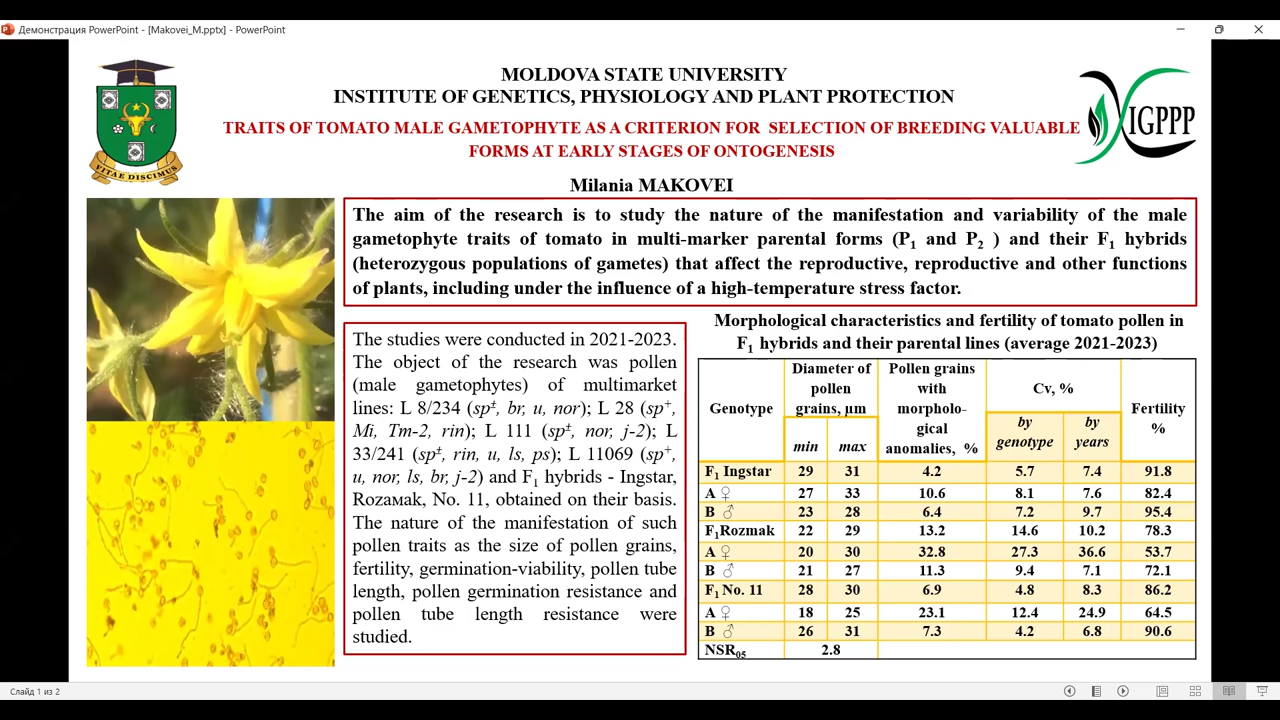 Демонстрация PowerPoint - [Makovei_M.pptx] - PowerPoint
MOLDOVA STATE UNIVERSITY
INSTITUTE OF GENETICS, PHYSIOLOGY AND PLANT PROTECTION
TRAITS OF TOMATO MALE GAMETOPHYTE AS A CRITERION FOR SELECTION OF BREEDING VALUABLE
FORMS AT EARLY STAGES OF ONTOGENESIS
VITAE DISCIMUS
IGPPP
Milania MAKOVEI
The aim of the research is to study the nature of the manifestation and variability of the male
gametophyte traits of tomato in multi-marker parental forms (P₁ and P₂ ) and their F₁ hybrids
(heterozygous populations of gametes) that affect the reproductive, reproductive and other functions
of plants, including under the influence of a high-temperature stress factor.
The studies were conducted in 2021-2023.
The object of the research was pollen
(male gametophytes) of multimarket
lines: L 8/234 (sp±, br, u, nor); L 28 (sp⁺,
Mi, Tm-2, rin); L 111 (sp±, nor, j-2); L
33/241 (sp±, rin, u, ls, ps); L 11069 (sp⁺,
u, nor, ls, br, j-2) and F₁ hybrids - Ingstar,
Rozамак, No. 11, obtained on their basis.
The nature of the manifestation of such
pollen traits as the size of pollen grains,
fertility, germination-viability, pollen tube
length, pollen germination resistance and
pollen tube length resistance were
studied.
Morphological characteristics and fertility of tomato pollen in
F₁ hybrids and their parental lines (average 2021-2023)
Genotype
Diameter of
pollen
grains, µm
min max
Pollen grains
with
morpholo-
gical
anomalies, %
Cv, %
by
genotype
by
years
Fertility
%
F₁ Ingstar 29 31 4.2 5.7 7.4 91.8
A ♀ 27 33 10.6 8.1 7.6 82.4
B ♂ 23 28 6.4 7.2 9.7 95.4
F₁Rozmak 22 29 13.2 14.6 10.2 78.3
A ♀ 20 30 32.8 27.3 36.6 53.7
B ♂ 21 27 11.3 9.4 7.1 72.1
F₁ No. 11 28 30 6.9 4.8 8.3 86.2
A ♀ 18 25 23.1 12.4 24.9 64.5
B ♂ 26 31 7.3 4.2 6.8 90.6
NSR₀₅ 2.8
Слайд 1 из 2